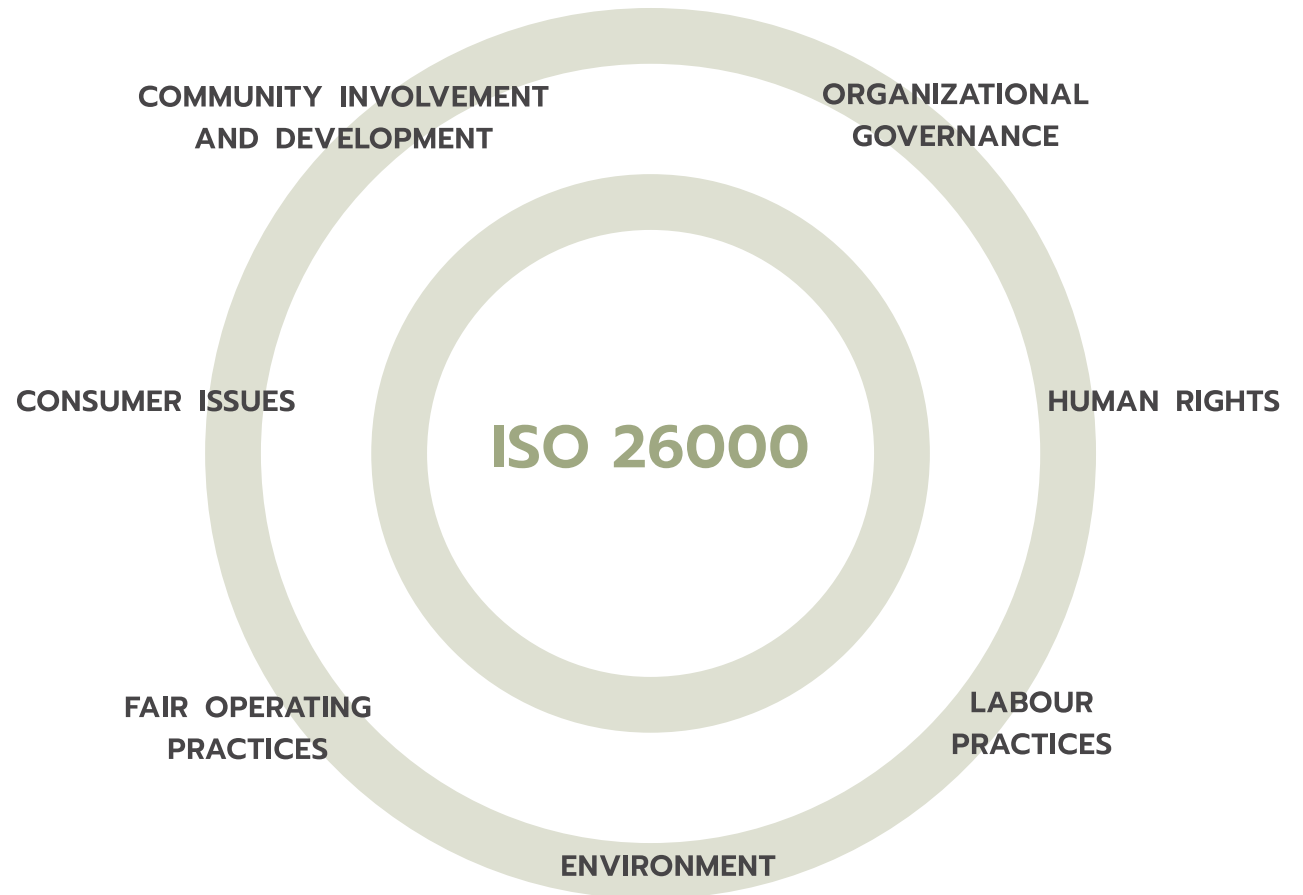 COMMUNITY INVOLVEMENT
AND DEVELOPMENT
ORGANIZATIONAL
GOVERNANCE
CONSUMER ISSUES
HUMAN RIGHTS
ISO 26000
FAIR OPERATING
PRACTICES
LABOUR
PRACTICES
ENVIRONMENT